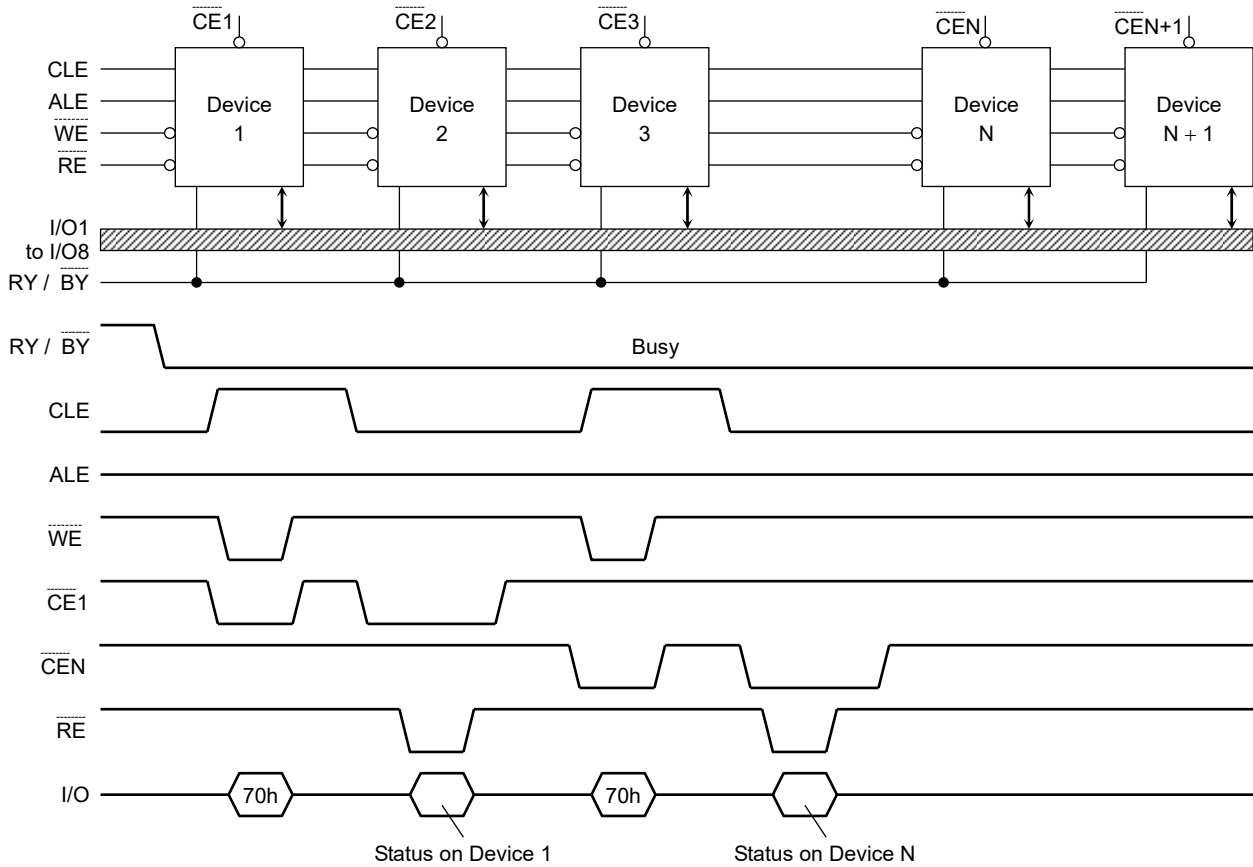 CE1 CE2 CE3 CEN CEN+1
CLE
ALE
WE
RE
Device 1
Device 2
Device 3
Device N
Device N + 1
I/O1 to I/O8
RY / BY
RY / BY
Busy
CLE
ALE
WE
CE1
CEN
RE
I/O
70h
70h
Status on Device 1
Status on Device N